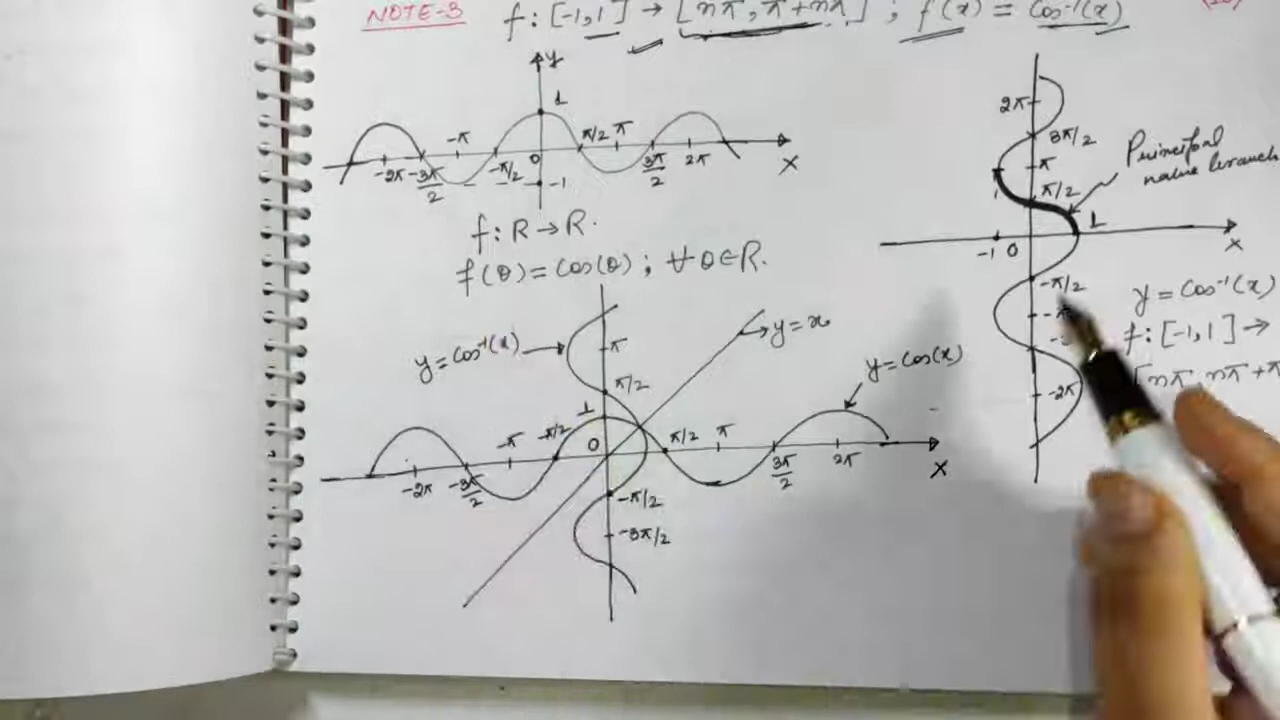 NOTE-3 f: [-1,1] → [nπ, π+nπ] ; f(x) = Cos⁻¹(x)
y
1
-2π -3π/2 -π -π/2 0 π/2 π 3π/2 2π
-1
X
f: R → R.
f(θ) = Cos(θ) ; ∀ θ∈R.
y = Cos⁻¹(x)
π
π/2
1
y = x
y = Cos(x)
-2π -3π/2 -π -π/2 0 π/2 π 3π/2 2π
X
-π/2
-3π/2
2π
3π/2
π
π/2
Principal
value branch
1
-1 0
X
-π/2
-2π
y = Cos⁻¹(x)
f: [-1,1] →
[nπ, nπ+π